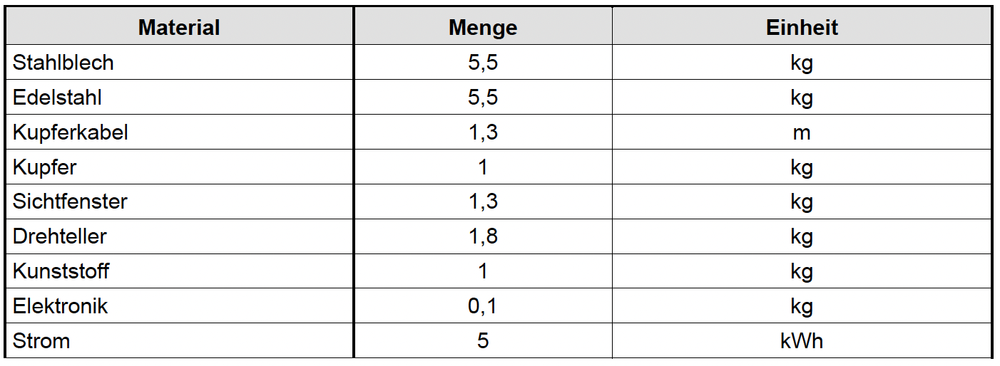 Material Menge Einheit
Stahlblech 5,5 kg
Edelstahl 5,5 kg
Kupferkabel 1,3 m
Kupfer 1 kg
Sichtfenster 1,3 kg
Drehteller 1,8 kg
Kunststoff 1 kg
Elektronik 0,1 kg
Strom 5 kWh